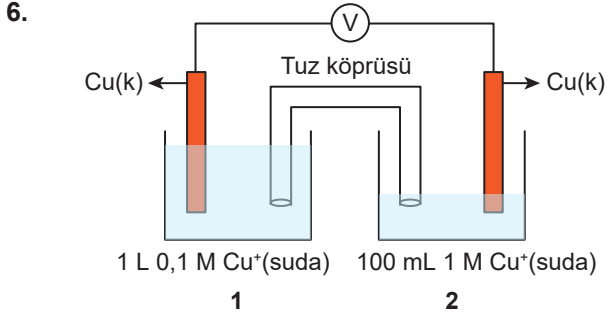 6.
V
Tuz köprüsü
Cu(k)
Cu(k)
1 L 0,1 M Cu⁺(suda)
100 mL 1 M Cu⁺(suda)
1
2